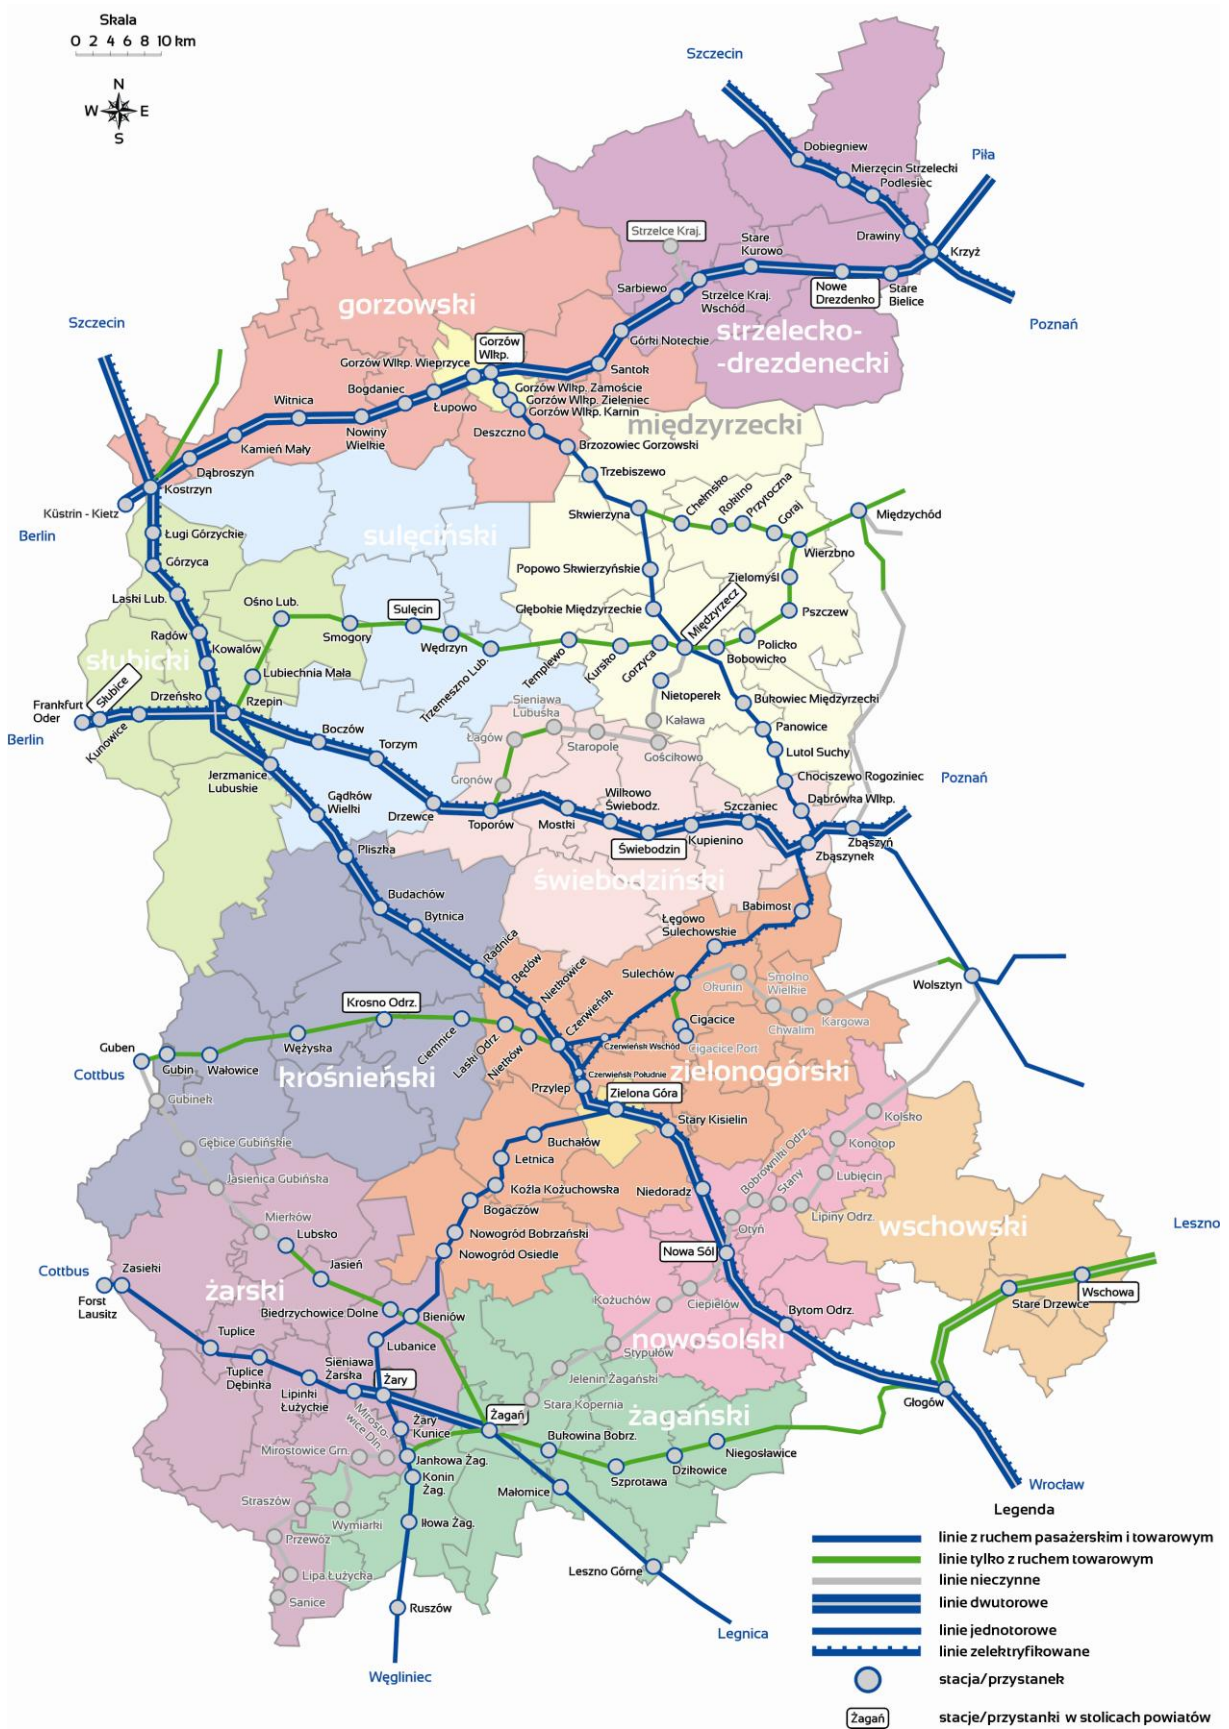 Skala
0 2 4 6 8 10 km
N
W E
S
Szczecin
Dobiegniew
Mierzęcin Strzelecki
Podlesiec
Piła
Drawiny
Krzyż
Strzelce Kraj.
Stare
Kurowo
Sarbiewo
Strzelce Kraj.
Wschód
Nowe
Drezdenko
Stare
Bielice
Poznań
strzelecko-
-drezdenecki
gorzowski
Szczecin
Gorzów
Wlkp.
Górki Noteckie
Gorzów Wlkp. Wieprzyce
Santok
Bogdaniec
Gorzów Wlkp. Zamoście
Gorzów Wlkp. Zieleniec
Gorzów Wlkp. Karnin
Łupowo
Witnica
Nowiny
Wielkie
Deszczno
międzyrzecki
Kamień Mały
Brzozowiec Gorzowski
Dąbroszyn
Trzebiszewo
Kostrzyn
Küstrin - Kietz
Berlin
Skwierzyna
Chełmsko
Rokitno
Przytoczna
Goraj
Międzychód
sulęciński
Ługi Górzyckie
Wierzbno
Górzyca
Popowo Skwierzyńskie
Zielomyśl
Laski Lub.
Ośno Lub.
Sulęcin
Głębokie Międzyrzeckie
Międzyrzecz
Pszczew
Radów
Smogory
Wędrzyn
Policko
słubicki
Kowalów
Trzemeszno Lub.
Templewo
Kursko
Gorzyca
Bobowicko
Lubiechnia Mała
Nietoperek
Słubice
Drzeńsko
Rzepin
Bukowiec Międzyrzecki
Frankfurt
Oder
Sieniawa
Lubuska
Kaława
Berlin
Kunowice
Boczów
Torzym
Łagów
Staropole
Gościkowo
Panowice
Lutol Suchy
Jerzmanice
Lubuskie
Gronów
Chociszewo Rogoziniec
Poznań
Gądków
Wielki
Drzewce
Toporów
Mostki
Wilkowo
Świebodz.
Szczaniec
Dąbrówka Wlkp.
Świebodzin
Kupienino
Zbąszyń
Zbąszynek
Pliszka
świebodziński
Budachów
Bytnica
Łęgowo
Sulechowskie
Babimost
Radnica
Będów
Nietkowice
Sulechów
Okunin
Smolno
Wielkie
Wolsztyn
Krosno Odrz.
Czerwieńsk
Chwalim
Kargowa
Cigacice
Cigacice Port
Guben
Gubin
Wałowice
Wężyska
Ciemnice
Laski Odrz.
Nietków
Czerwieńsk Wschód
Cottbus
krośnieński
Czerwieńsk Południe
zielonogórski
Przylep
Zielona Góra
Gubinek
Stary Kisielin
Kolsko
Gębice Gubińskie
Buchałów
Konotop
Letnica
Bobrowniki Odrz.
Stany
Lubięcin
Jasienica Gubińska
Koźla Kożuchowska
Niedoradz
Bogaczów
Otyń
Lipiny Odrz.
Mierków
Nowogród Bobrzański
wschowski
Leszno
Lubsko
Nowogród Osiedle
Nowa Sól
Cottbus
Zasieki
Jasień
żarski
Wschowa
Forst
Lausitz
Biedrzychowice Dolne
Bieniów
Kożuchów
Ciepielów
Bytom Odrz.
Stare Drzewce
nowosolski
Tuplice
Lubanice
Stypułów
Tuplice
Dębinka
Sieniawa
Żarska
Żary
Jelenin Żagański
Lipinki
Łużyckie
Mirosto-
wice Dln.
Stara Kopernia
Głogów
Żagań
żagański
Żary
Kunice
Bukowina Bobrz.
Mirostowice Grn.
Jankowa Żag.
Niegosławice
Konin
Żag.
Szprotawa
Dzikowice
Małomice
Wrocław
Straszów
Wymiarki
Iłowa Żag.
Przewóz
Lipa Łużycka
Leszno Górne
Sanice
Ruszów
Legnica
Węgliniec
Legenda
linie z ruchem pasażerskim i towarowym
linie tylko z ruchem towarowym
linie nieczynne
linie dwutorowe
linie jednotorowe
linie zelektryfikowane
stacja/przystanek
Żagań stacje/przystanki w stolicach powiatów